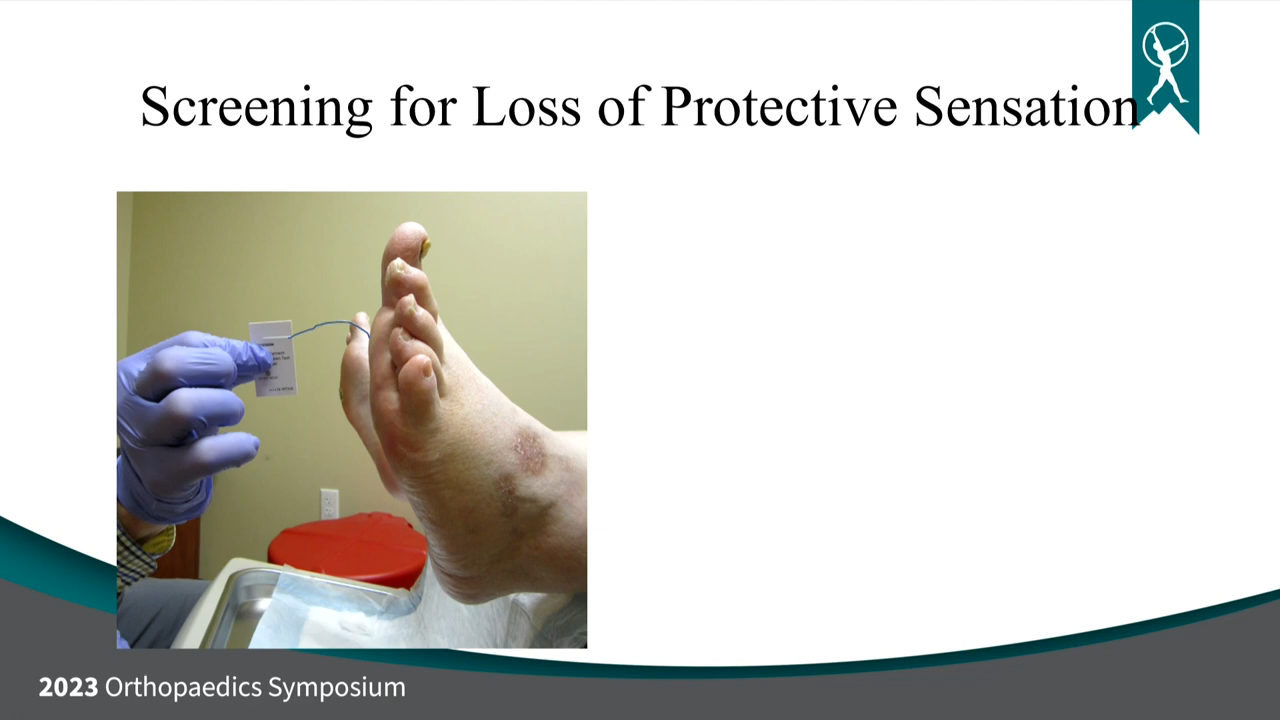 Screening for Loss of Protective Sensation
2023 Orthopaedics Symposium